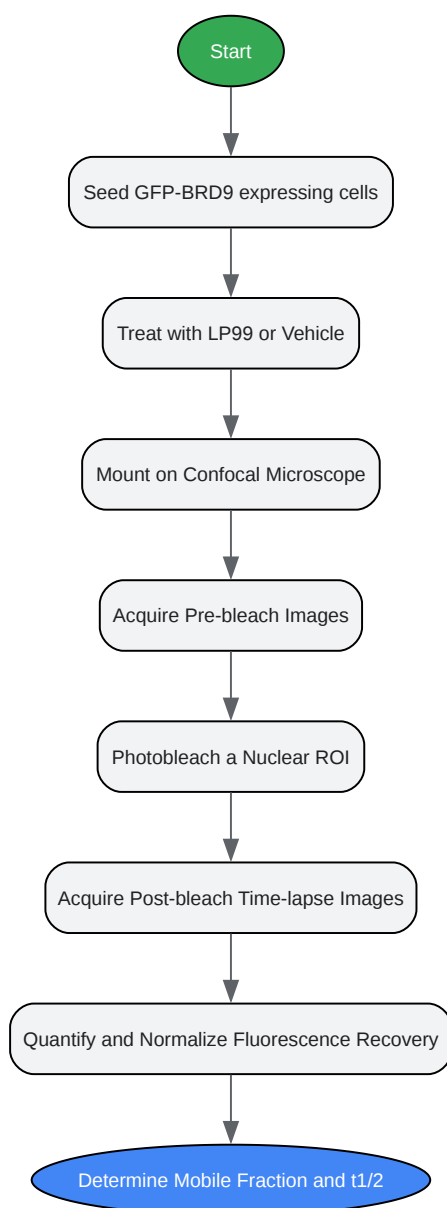 Start
Seed GFP-BRD9 expressing cells
Treat with LP99 or Vehicle
Mount on Confocal Microscope
Acquire Pre-bleach Images
Photobleach a Nuclear ROI
Acquire Post-bleach Time-lapse Images
Quantify and Normalize Fluorescence Recovery
Determine Mobile Fraction and t1/2